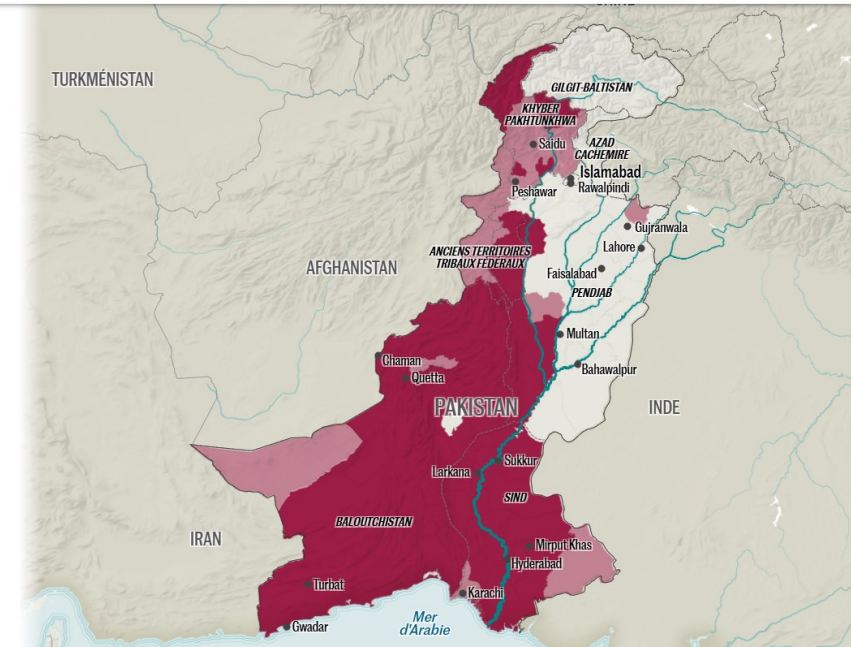 TURKMÉNISTAN
GILGIT-BALTISTAN
KHYBER
PAKHTUNKHWA
Saidu
AZAD
CACHEMIRE
Islamabad
Rawalpindi
Peshawar
Gujranwala
Lahore
ANCIENS TERRITOIRES
TRIBAUX FÉDÉRAUX
AFGHANISTAN
Faisalabad
PENDJAB
Multan
Chaman
Quetta
Bahawalpur
PAKISTAN
INDE
Sukkur
Larkana
SIND
BALOUTCHISTAN
IRAN
Mirput Khas
Hyderabad
Turbat
Karachi
Gwadar
Mer
d'Arabie